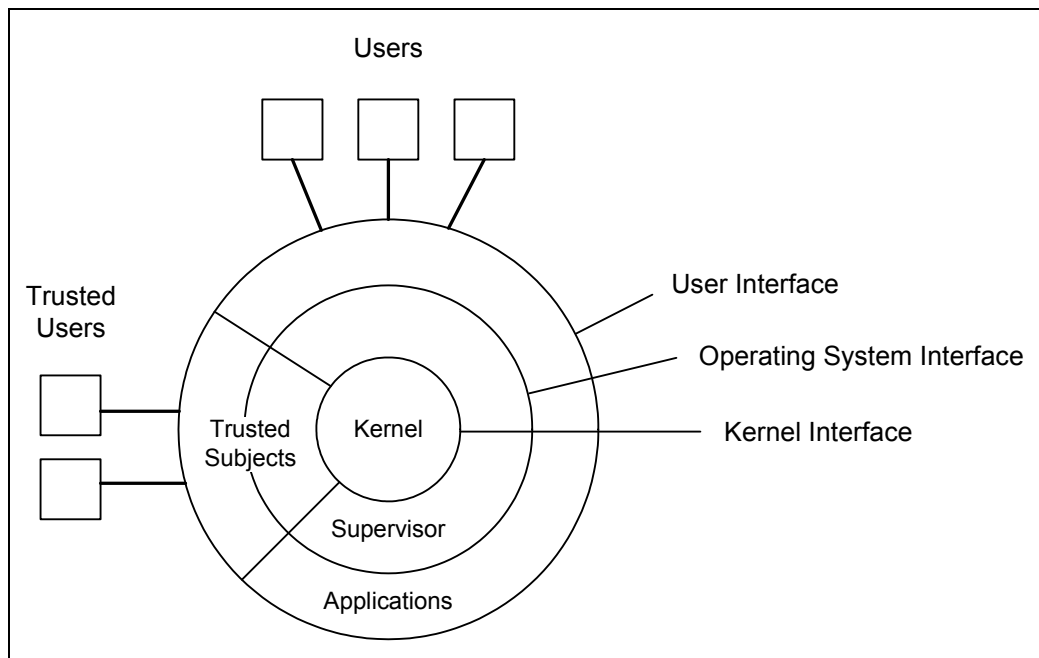 Users
User Interface
Trusted
Users
Operating System Interface
Trusted
Subjects
Kernel
Kernel Interface
Supervisor
Applications